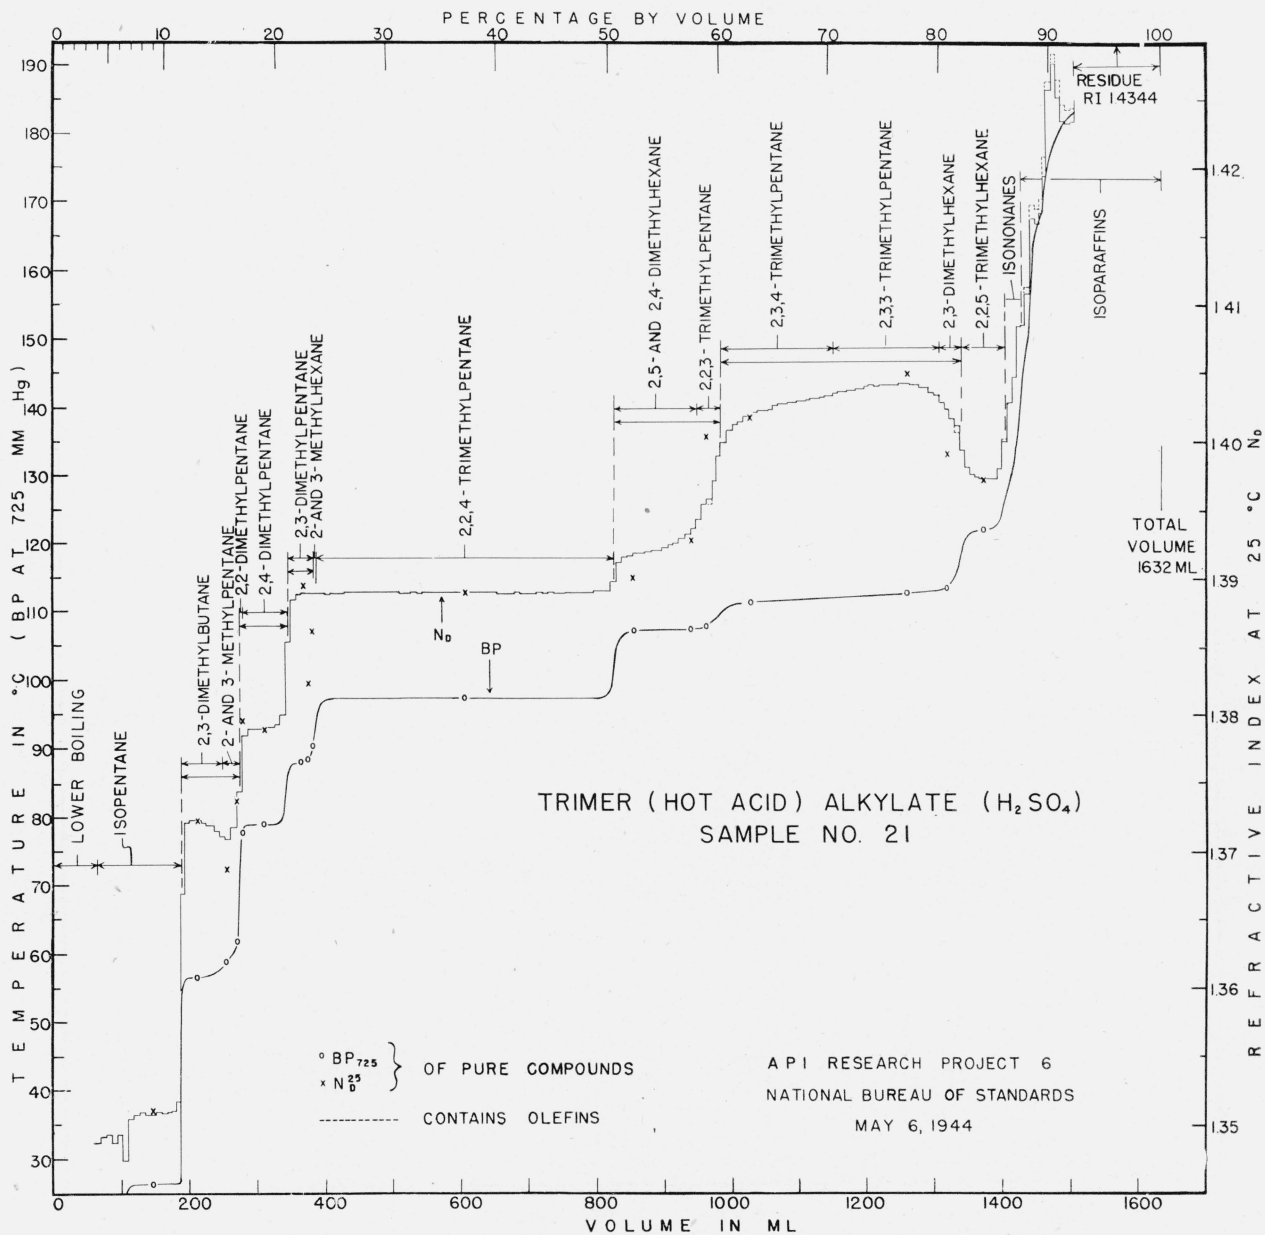 PERCENTAGE BY VOLUME
0 10 20 30 40 50 60 70 80 90 100
TEMPERATURE IN °C (BP AT 725 MM Hg)
190
180
170
160
150
140
130
120
110
100
90
80
70
60
50
40
30
RESIDUE
RI 1.4344
1.42
1.41
1.40
1.39
1.38
1.37
1.36
1.35
REFRACTIVE INDEX AT 25 °C N_D
LOWER BOILING
ISOPENTANE
2,3-DIMETHYLBUTANE
2- AND 3-METHYLPENTANE
2,2-DIMETHYLPENTANE
2,4-DIMETHYLPENTANE
2,3-DIMETHYLPENTANE
2- AND 3-METHYLHEXANE
2,2,4-TRIMETHYLPENTANE
2,5- AND 2,4-DIMETHYLHEXANE
2,2,3-TRIMETHYLPENTANE
2,3,4-TRIMETHYLPENTANE
2,3,3-TRIMETHYLPENTANE
2,3-DIMETHYLHEXANE
2,2,5-TRIMETHYLHEXANE
ISONONANES
ISOPARAFFINS
N_D
BP
TOTAL
VOLUME
1632 ML
TRIMER (HOT ACID) ALKYLATE (H₂SO₄)
SAMPLE NO. 21
o BP₇₂₅
x N_D^25
} OF PURE COMPOUNDS
------------ CONTAINS OLEFINS
API RESEARCH PROJECT 6
NATIONAL BUREAU OF STANDARDS
MAY 6, 1944
0 200 400 600 800 1000 1200 1400 1600
VOLUME IN ML